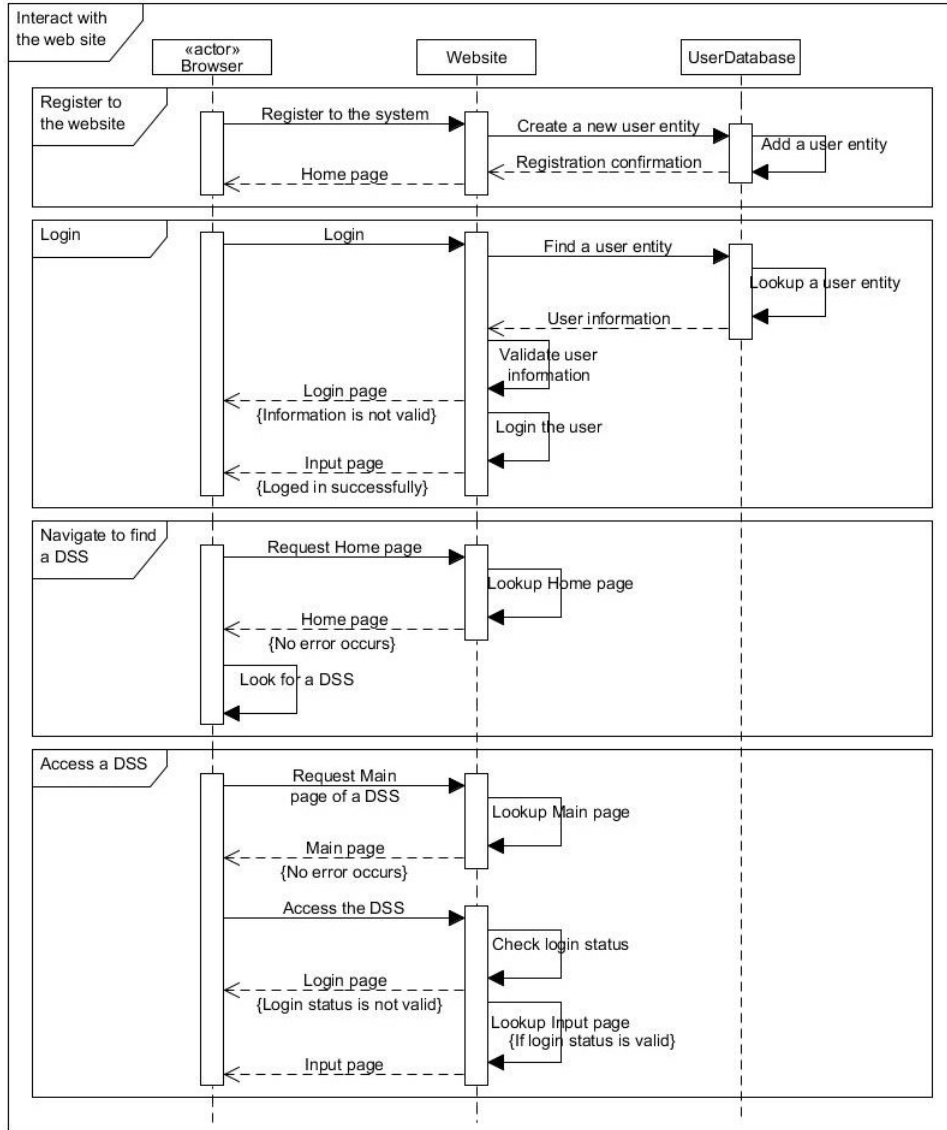 Interact with
the web site
«actor»
Browser
Website
UserDatabase
Register to
the website
Register to the system
Create a new user entity
Add a user entity
Registration confirmation
Home page
Login
Login
Find a user entity
Lookup a user entity
User information
Validate user
information
Login page
{Information is not valid}
Login the user
Input page
{Loged in successfully}
Navigate to find
a DSS
Request Home page
Lookup Home page
Home page
{No error occurs}
Look for a DSS
Access a DSS
Request Main
page of a DSS
Lookup Main page
Main page
{No error occurs}
Access the DSS
Check login status
Login page
{Login status is not valid}
Lookup Input page
{If login status is valid}
Input page